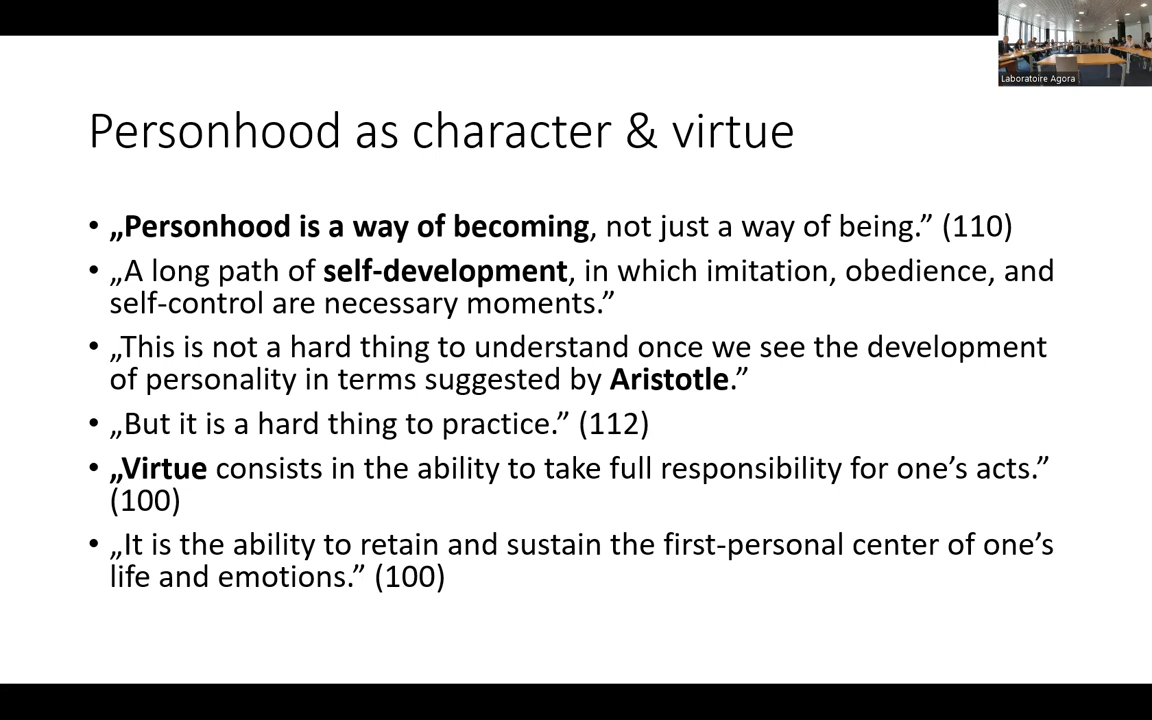 Laboratoire Agora
Personhood as character & virtue
• „Personhood is a way of becoming, not just a way of being.” (110)
• „A long path of self-development, in which imitation, obedience, and
self-control are necessary moments.”
• „This is not a hard thing to understand once we see the development
of personality in terms suggested by Aristotle.”
• „But it is a hard thing to practice.” (112)
• „Virtue consists in the ability to take full responsibility for one’s acts.”
(100)
• „It is the ability to retain and sustain the first-personal center of one’s
life and emotions.” (100)